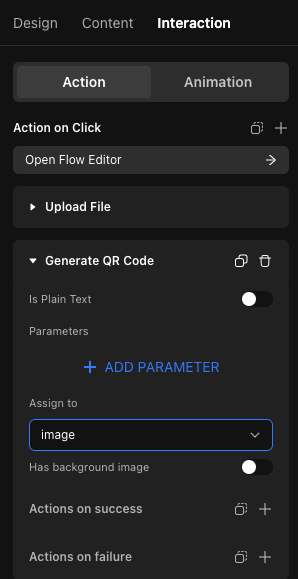 Design Content Interaction
Action Animation
Action on Click
Open Flow Editor
Upload File
Generate QR Code
Is Plain Text
Parameters
ADD PARAMETER
Assign to
image
Has background image
Actions on success
Actions on failure